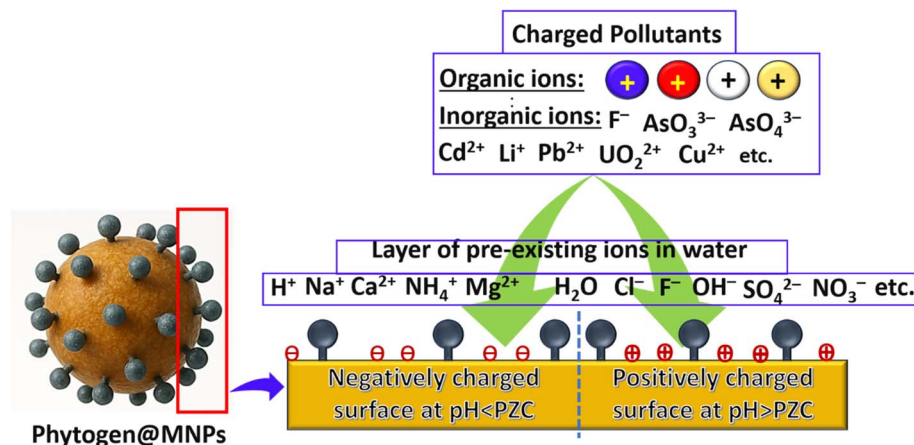 Charged Pollutants
Organic ions: + + + +
Inorganic ions: F⁻ AsO₃³⁻ AsO₄³⁻
Cd²⁺ Li⁺ Pb²⁺ UO₂²⁺ Cu²⁺ etc.
Layer of pre-existing ions in water
H⁺ Na⁺ Ca²⁺ NH₄⁺ Mg²⁺ H₂O Cl⁻ F⁻ OH⁻ SO₄²⁻ NO₃⁻ etc.
Negatively charged
surface at pH<PZC
Positively charged
surface at pH>PZC
Phytogen@MNPs